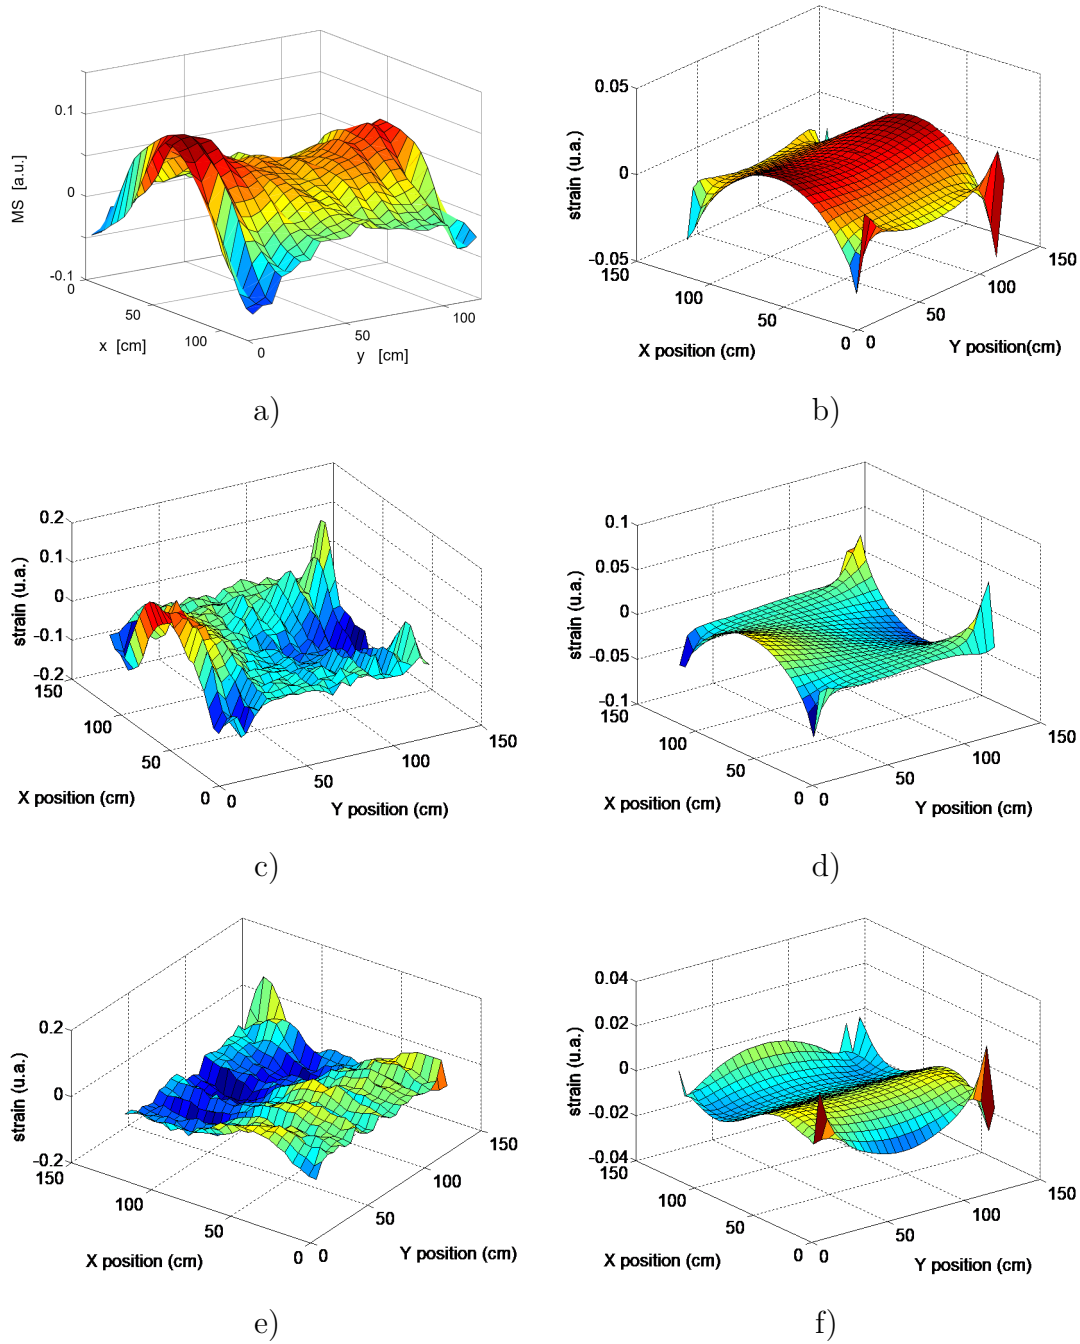 0.1
0
-0.1
MS [a.u.]
0
50
100
x [cm]
0
50
100
y [cm]
a)
0.05
0
-0.05
strain (u.a.)
150
100
50
0
X position (cm)
0
50
100
150
Y position(cm)
b)
0.2
0.1
0
-0.1
-0.2
strain (u.a.)
150
100
50
0
X position (cm)
0
50
100
150
Y position (cm)
c)
0.1
0.05
0
-0.05
-0.1
strain (u.a.)
150
100
50
0
X position (cm)
0
50
100
150
Y position (cm)
d)
0.2
0
-0.2
strain (u.a.)
150
100
50
0
X position (cm)
0
50
100
150
Y position (cm)
e)
0.04
0.02
0
-0.02
-0.04
strain (u.a.)
150
100
50
0
X position (cm)
0
50
100
150
Y position (cm)
f)